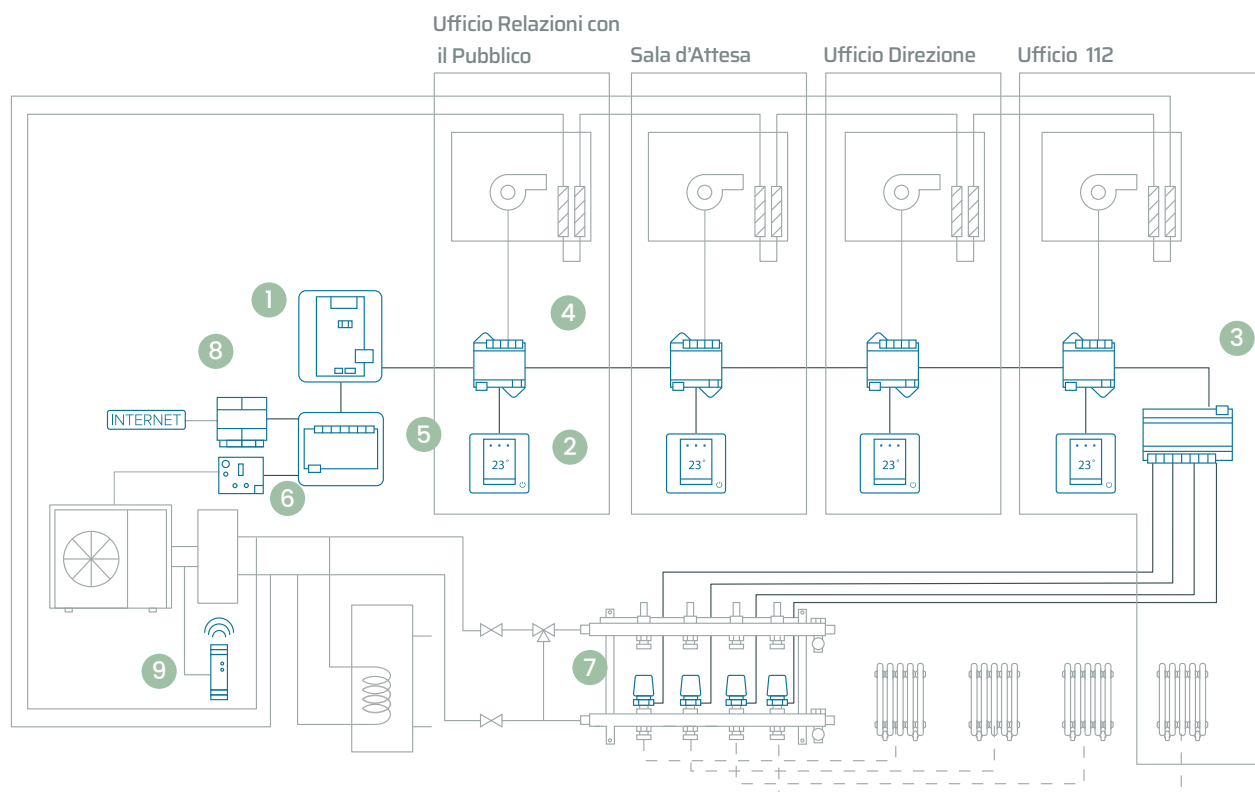 Ufficio Relazioni con
il Pubblico
Sala d'Attesa
Ufficio Direzione
Ufficio 112
1
4
3
8
INTERNET
5
2
23°
23°
23°
23°
6
7
9